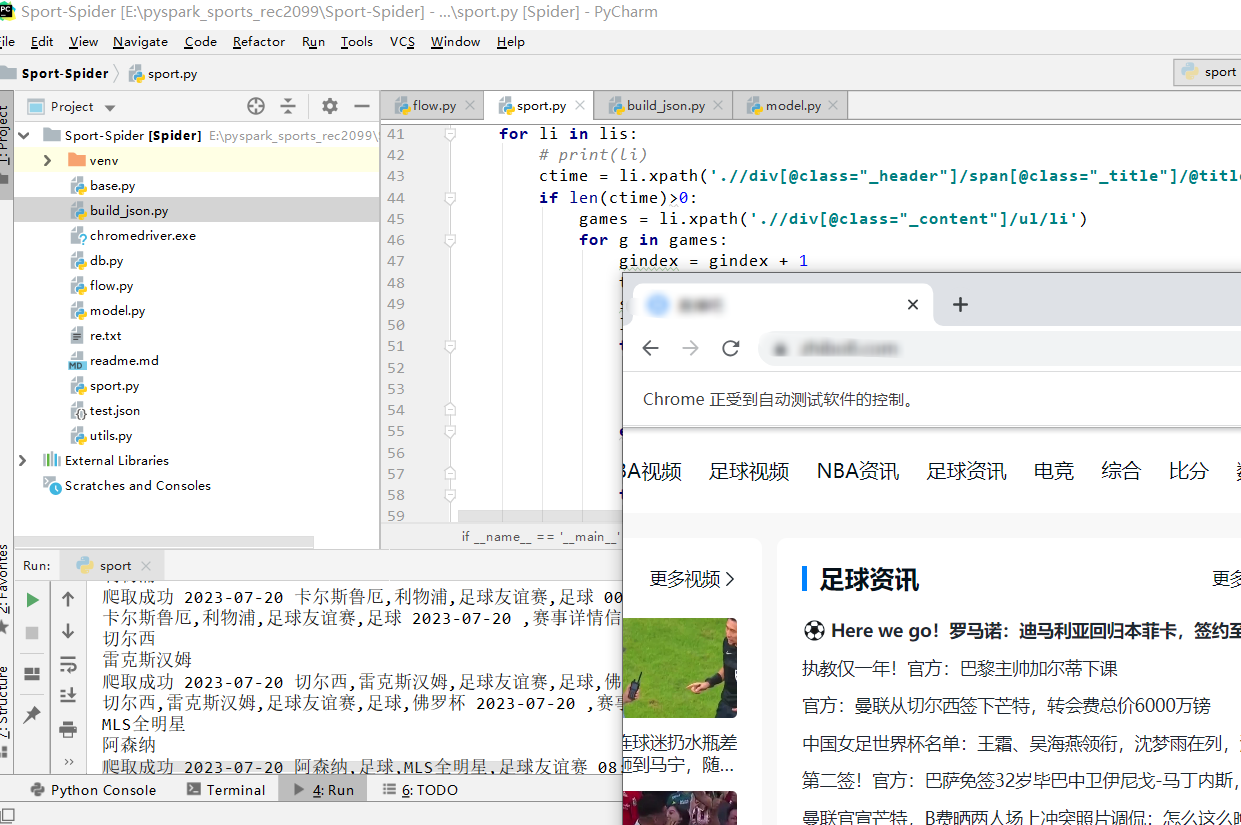 Sport-Spider [E:\pyspark_sports_rec2099\Sport-Spider] - ...\sport.py [Spider] - PyCharm
File Edit View Navigate Code Refactor Run Tools VCS Window Help
Sport-Spider sport.py
sport
1: Project
Project
flow.py sport.py build_json.py model.py
Sport-Spider [Spider] E:\pyspark_sports_rec2099\
venv
base.py
build_json.py
chromedriver.exe
db.py
flow.py
model.py
re.txt
readme.md
sport.py
test.json
utils.py
External Libraries
Scratches and Consoles
41 for li in lis:
42 # print(li)
43 ctime = li.xpath('.//div[@class="_header"]/span[@class="_title"]/@titl
44 if len(ctime)>0:
45 games = li.xpath('.//div[@class="_content"]/ul/li')
46 for g in games:
47 gindex = gindex + 1
48
49
50
51
52
53
54
55
56
57
58
59
if __name__ == '__main__'
Chrome 正受到自动测试软件的控制。
BA视频 足球视频 NBA资讯 足球资讯 电竞 综合 比分
更多视频
足球资讯
更多
Here we go！罗马诺：迪马利亚回归本菲卡，签约至
执教仅一年！官方：巴黎主帅加尔蒂下课
官方：曼联从切尔西签下芒特，转会费总价6000万镑
中国女足世界杯名单：王霜、吴海燕领衔，沈梦雨在列，
第二签！官方：巴萨免签32岁毕巴中卫伊尼戈-马丁内斯，
曼联官宣芒特，B费晒两人场上冲突照片调侃：怎么这么
连球迷扔水瓶差
砸到马宁，随...
Run: sport
爬取成功 2023-07-20 卡尔斯鲁厄,利物浦,足球友谊赛,足球 00
卡尔斯鲁厄,利物浦,足球友谊赛,足球 2023-07-20 ,赛事详情信
切尔西
雷克斯汉姆
爬取成功 2023-07-20 切尔西,雷克斯汉姆,足球友谊赛,足球,佛
切尔西,雷克斯汉姆,足球友谊赛,足球,佛罗杯 2023-07-20 ,赛事
MLS全明星
阿森纳
爬取成功 2023-07-20 阿森纳,足球,MLS全明星,足球友谊赛 08
2: Favorites
7: Structure
Python Console Terminal 4: Run 6: TODO